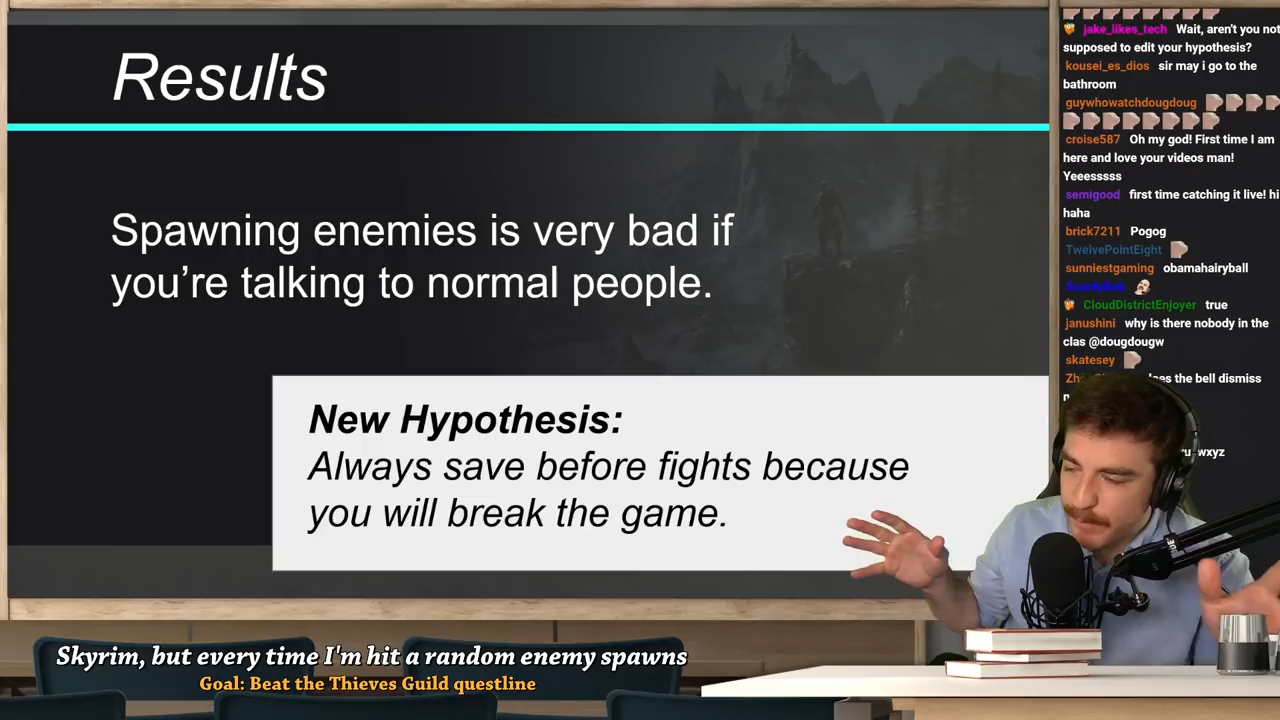 Results
Spawning enemies is very bad if
you're talking to normal people.
New Hypothesis:
Always save before fights because
you will break the game.
Skyrim, but every time I'm hit a random enemy spawns
Goal: Beat the Thieves Guild questline
jake_likes_tech Wait, aren't you not
supposed to edit your hypothesis?
kousei_es_dios sir may i go to the
bathroom
guywhowatchdougdoug
croise587 Oh my god! First time I am
here and love your videos man!
Yeeesssss
semigood first time catching it live! hi
haha
brick7211 Pogog
TwelvePointEight
sunniestgaming obamahairyball
CloudDistrictEnjoyer true
janushini why is there nobody in the
clas @dougdougw
skatesey
the bell dismiss
wxyz